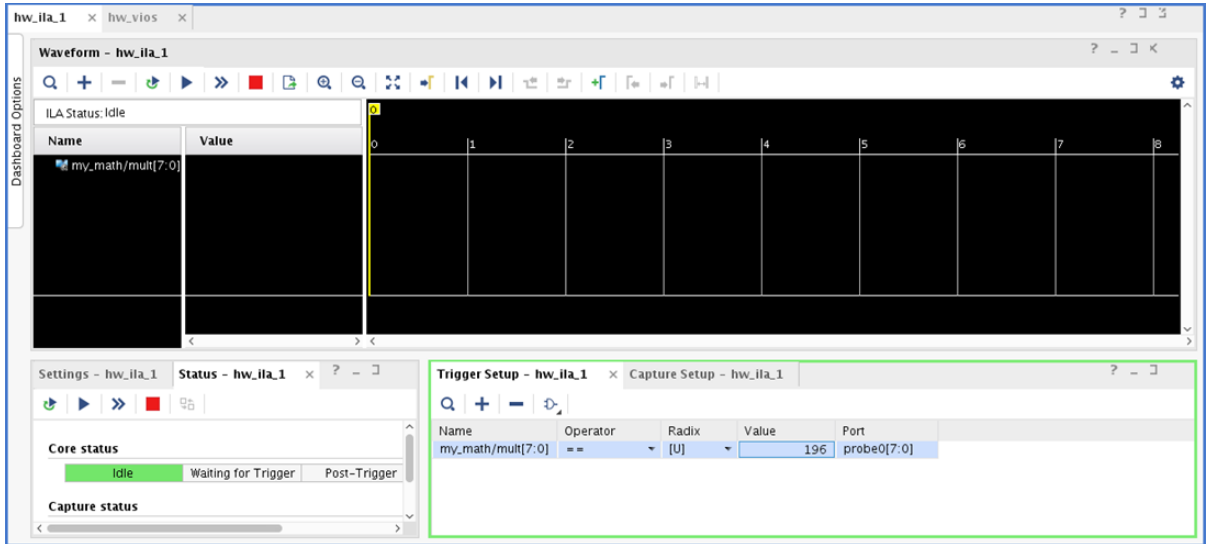 hw_ila_1 × hw_vios ×
Dashboard Options
Waveform - hw_ila_1
ILA Status: Idle
Name Value
0
0 1 2 3 4 5 6 7 8
my_math/mult[7:0]
Settings - hw_ila_1 Status - hw_ila_1 ×
Core status
Idle Waiting for Trigger Post-Trigger
Capture status
Trigger Setup - hw_ila_1 × Capture Setup - hw_ila_1
Name Operator Radix Value Port
my_math/mult[7:0] == [U] 196 probe0[7:0]